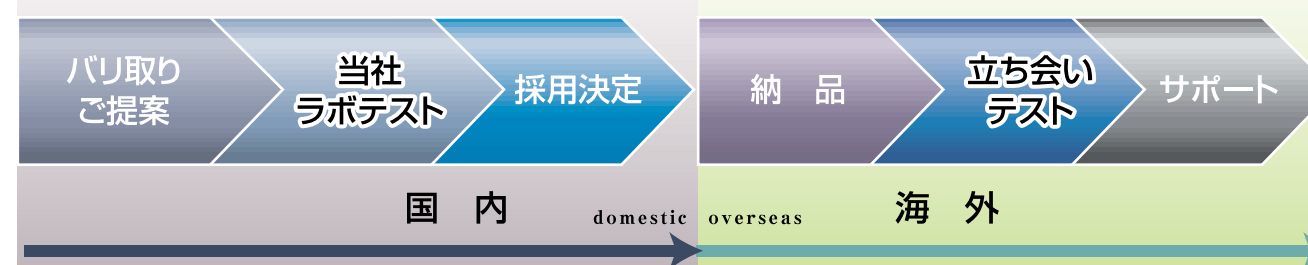 バリ取り
ご提案
当社
ラボテスト
採用決定
納　品
立ち会い
テスト
サポート
国　内
domestic
overseas
海　外